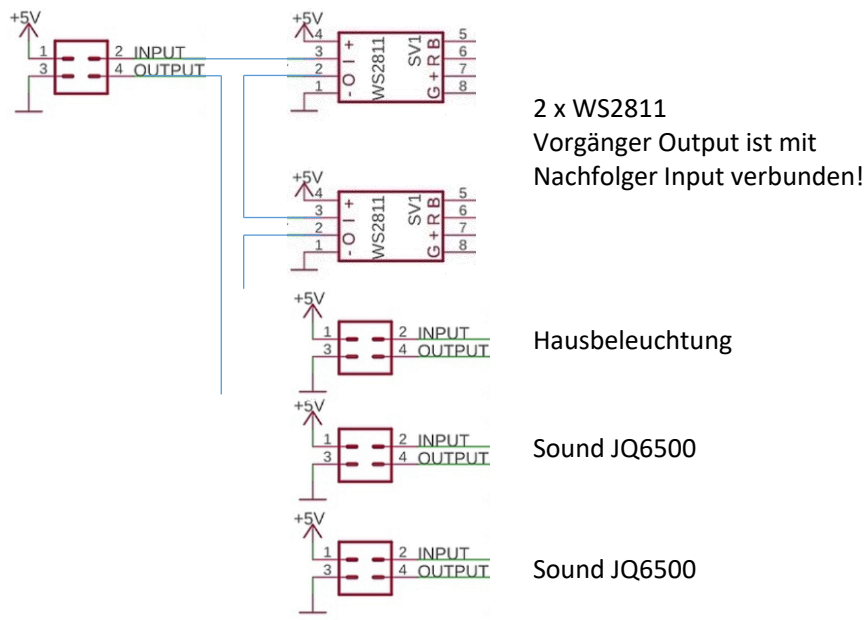 +5V
1 2 INPUT
3 4 OUTPUT
+5V
4 + B 5
3 I R 6
2 O + 7
1 - G 8
WS2811
SV1
2 x WS2811
Vorgänger Output ist mit
Nachfolger Input verbunden!
+5V
4 + B 5
3 I R 6
2 O + 7
1 - G 8
WS2811
SV1
+5V
1 2 INPUT
3 4 OUTPUT
Hausbeleuchtung
+5V
1 2 INPUT
3 4 OUTPUT
Sound JQ6500
+5V
1 2 INPUT
3 4 OUTPUT
Sound JQ6500